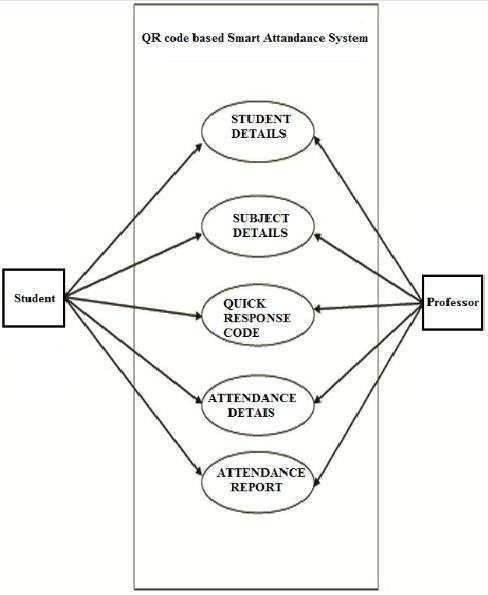 QR code based Smart Attandance System
STUDENT
DETAILS
SUBJECT
DETAILS
Student
QUICK
RESPONSE
CODE
Professor
ATTENDANCE
DETAIS
ATTENDANCE
REPORT